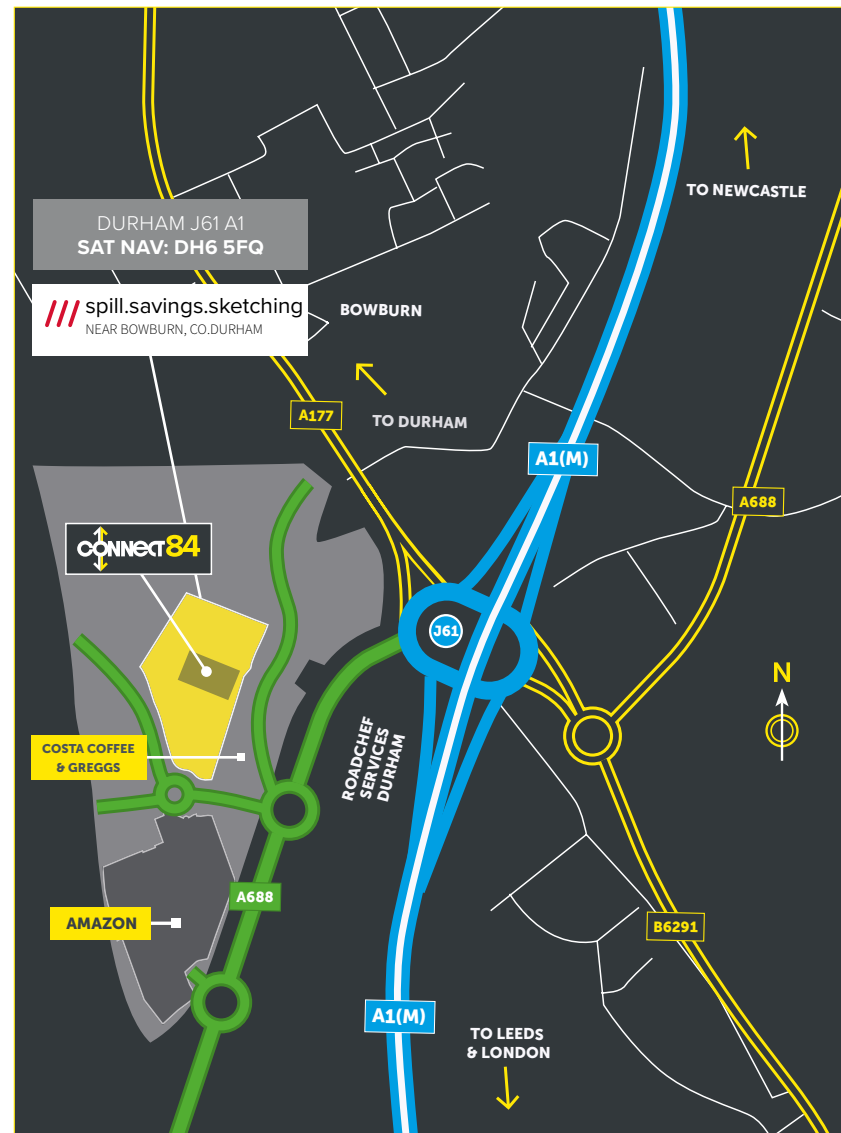 TO NEWCASTLE
DURHAM J61 A1
SAT NAV: DH6 5FQ
/// spill.savings.sketching
NEAR BOWBURN, CO.DURHAM
BOWBURN
A177
TO DURHAM
A1(M)
A688
CONNECT84
J61
N
COSTA COFFEE
& GREGGS
ROADCHEF
SERVICES
DURHAM
A688
AMAZON
B6291
A1(M)
TO LEEDS
& LONDON